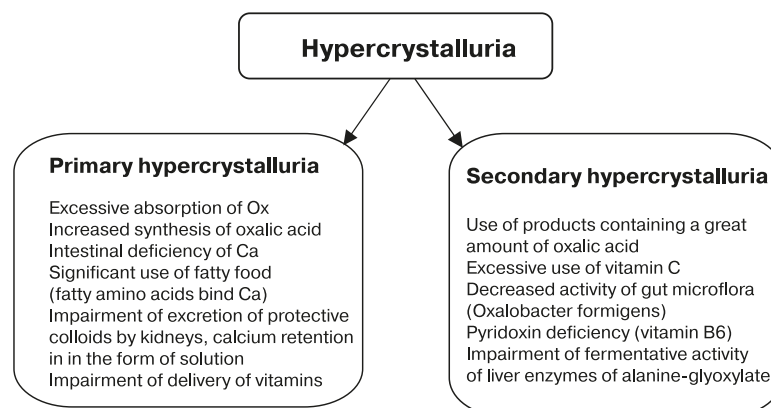 Hypercrystalluria
Primary hypercrystalluria
Excessive absorption of Ox
Increased synthesis of oxalic acid
Intestinal deficiency of Ca
Significant use of fatty food
(fatty amino acids bind Ca)
Impairment of excretion of protective
colloids by kidneys, calcium retention
in in the form of solution
Impairment of delivery of vitamins
Secondary hypercrystalluria
Use of products containing a great
amount of oxalic acid
Excessive use of vitamin C
Decreased activity of gut microflora
(Oxalobacter formigens)
Pyridoxin deficiency (vitamin B6)
Impairment of fermentative activity
of liver enzymes of alanine-glyoxylate